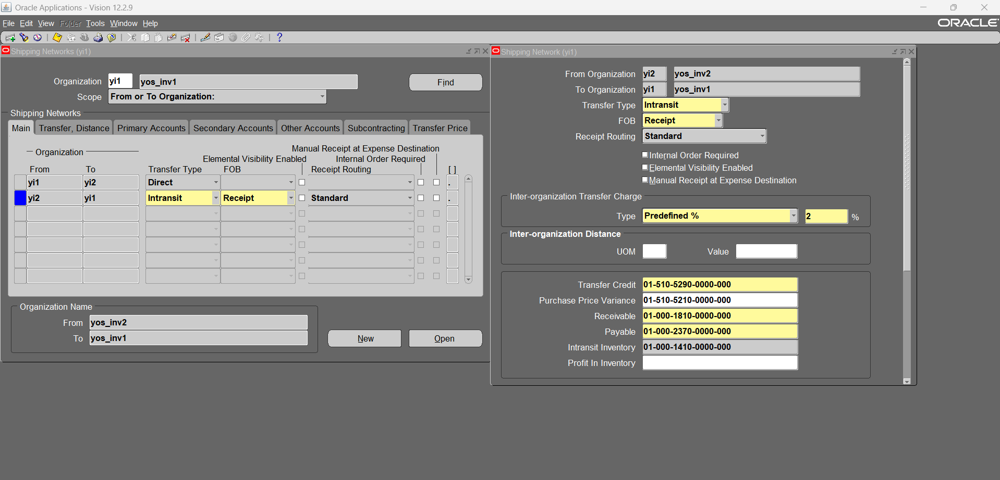 Oracle Applications - Vision 12.2.9
File Edit View Folder Tools Window Help
ORACLE
Shipping Networks (yi1)
Organization yi1 yos_inv1 Find
Scope From or To Organization:
Shipping Networks
Main Transfer, Distance Primary Accounts Secondary Accounts Other Accounts Subcontracting Transfer Price
Manual Receipt at Expense Destination
Organization
Elemental Visibility Enabled Internal Order Required
From To Transfer Type FOB Receipt Routing [ ]
yi1 yi2 Direct .
yi2 yi1 Intransit Receipt Standard .
Organization Name
From yos_inv2
To yos_inv1
New Open
Shipping Network (yi1)
From Organization yi2 yos_inv2
To Organization yi1 yos_inv1
Transfer Type Intransit
FOB Receipt
Receipt Routing Standard
Internal Order Required
Elemental Visibility Enabled
Manual Receipt at Expense Destination
Inter-organization Transfer Charge
Type Predefined % 2 %
Inter-organization Distance
UOM Value
Transfer Credit 01-510-5290-0000-000
Purchase Price Variance 01-510-5210-0000-000
Receivable 01-000-1810-0000-000
Payable 01-000-2370-0000-000
Intransit Inventory 01-000-1410-0000-000
Profit In Inventory